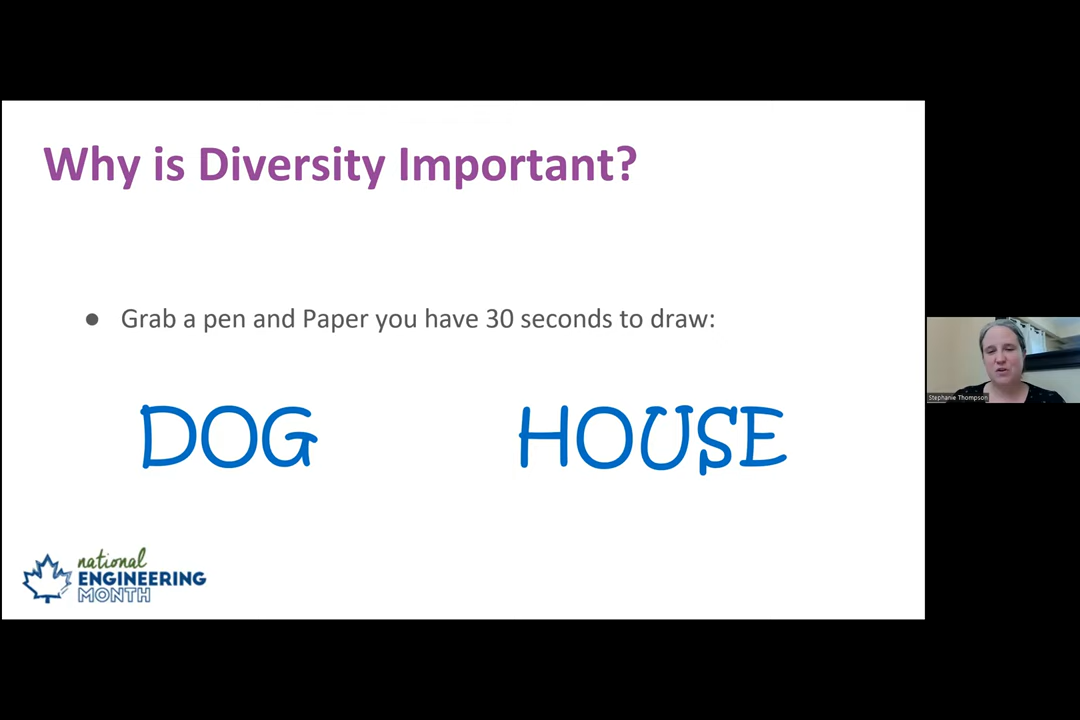 Why is Diversity Important?
● Grab a pen and Paper you have 30 seconds to draw:
DOG HOUSE
national
ENGINEERING
MONTH
Stephanie Thompson